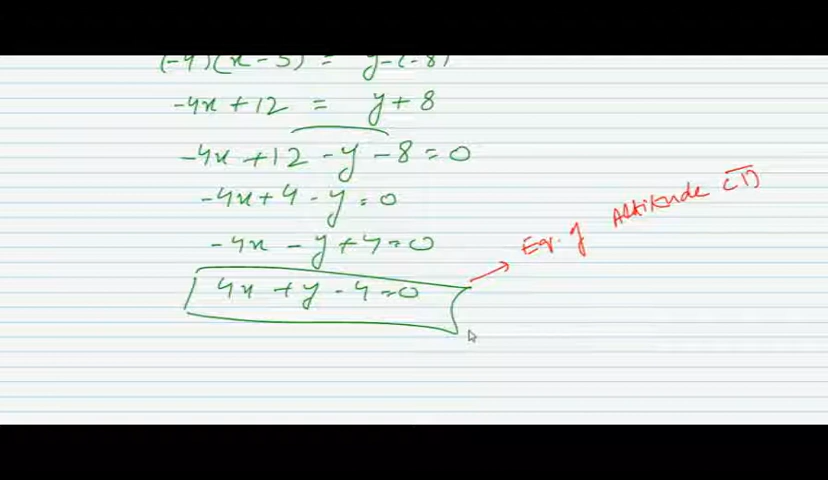 (-4)(x - 3) = y-(-8)
-4x + 12 = y + 8
-4x + 12 - y - 8 = 0
-4x + 4 - y = 0
-4x - y + 4 = 0
4x + y - 4 = 0
Eq. of Altitude